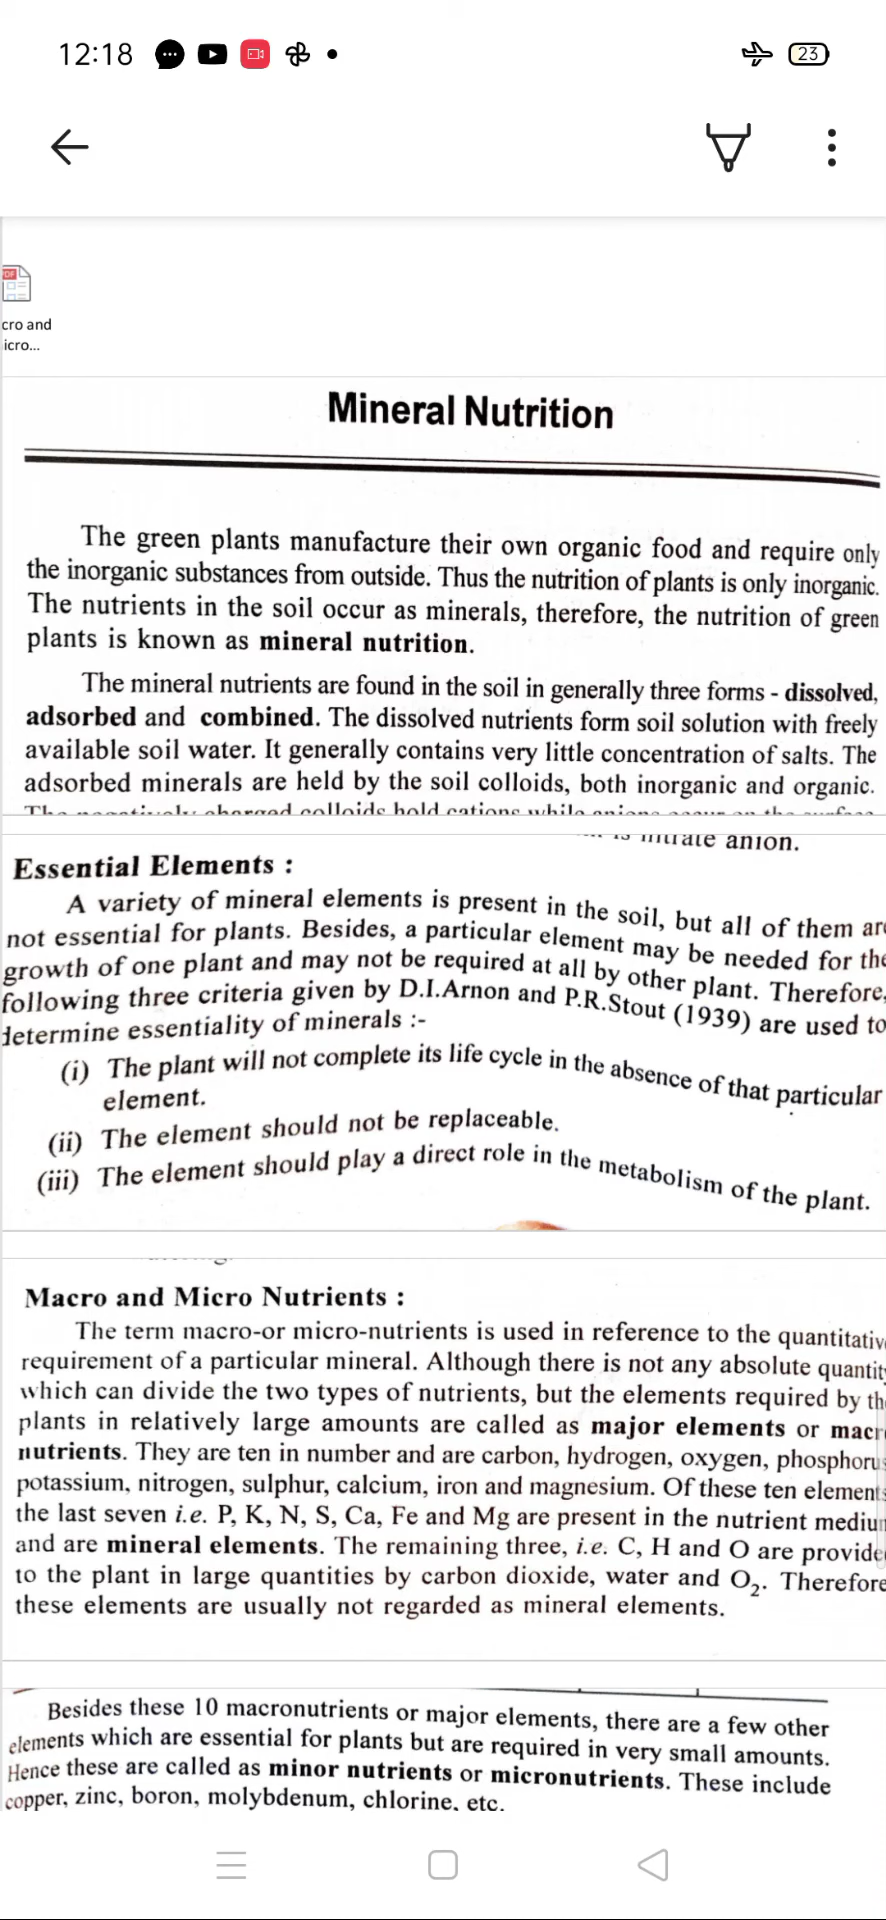 12:18
23
PDF
cro and
icro...
Mineral Nutrition
The green plants manufacture their own organic food and require only
the inorganic substances from outside. Thus the nutrition of plants is only inorganic.
The nutrients in the soil occur as minerals, therefore, the nutrition of green
plants is known as mineral nutrition.
The mineral nutrients are found in the soil in generally three forms - dissolved,
adsorbed and combined. The dissolved nutrients form soil solution with freely
available soil water. It generally contains very little concentration of salts. The
adsorbed minerals are held by the soil colloids, both inorganic and organic.
The negatively charged colloids hold cations while anions occur on the surface
is nitrate anion.
Essential Elements :
A variety of mineral elements is present in the soil, but all of them are
not essential for plants. Besides, a particular element may be needed for the
growth of one plant and may not be required at all by other plant. Therefore,
following three criteria given by D.I.Arnon and P.R.Stout (1939) are used to
determine essentiality of minerals :-
(i) The plant will not complete its life cycle in the absence of that particular
element.
(ii) The element should not be replaceable.
(iii) The element should play a direct role in the metabolism of the plant.
Macro and Micro Nutrients :
The term macro-or micro-nutrients is used in reference to the quantitativ
requirement of a particular mineral. Although there is not any absolute quantity
which can divide the two types of nutrients, but the elements required by th
plants in relatively large amounts are called as major elements or macr
nutrients. They are ten in number and are carbon, hydrogen, oxygen, phosphorus
potassium, nitrogen, sulphur, calcium, iron and magnesium. Of these ten elements
the last seven i.e. P, K, N, S, Ca, Fe and Mg are present in the nutrient medium
and are mineral elements. The remaining three, i.e. C, H and O are provide
to the plant in large quantities by carbon dioxide, water and O₂. Therefore
these elements are usually not regarded as mineral elements.
Besides these 10 macronutrients or major elements, there are a few other
elements which are essential for plants but are required in very small amounts.
Hence these are called as minor nutrients or micronutrients. These include
copper, zinc, boron, molybdenum, chlorine, etc.